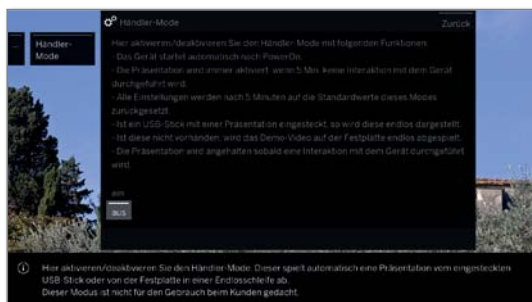 Händler-Mode
Zurück
...
Händler-
Mode
Hier aktivieren/deaktivieren Sie den Händler-Mode mit folgenden Funktionen:
- Das Gerät startet automatisch nach PowerOn.
- Die Präsentation wird immer aktiviert, wenn 5 Min. keine Interaktion mit dem Gerät
durchgeführt wird.
- Alle Einstellungen werden nach 5 Minuten auf die Standardwerte dieses Modes
zurückgesetzt.
- Ist ein USB-Stick mit einer Präsentation eingesteckt, so wird diese endlos dargestellt.
- Ist diese nicht vorhanden, wird das Demo-Video auf der Festplatte endlos abgespielt.
- Die Präsentation wird angehalten sobald eine Interaktion mit dem Gerät durchgeführt
wird.
ein
aus
Hier aktivieren/deaktivieren Sie den Händler-Mode. Dieser spielt automatisch eine Präsentation vom eingesteckten
USB-Stick oder von der Festplatte in einer Endlosschleife ab.
Dieser Modus ist nicht für den Gebrauch beim Kunden gedacht.